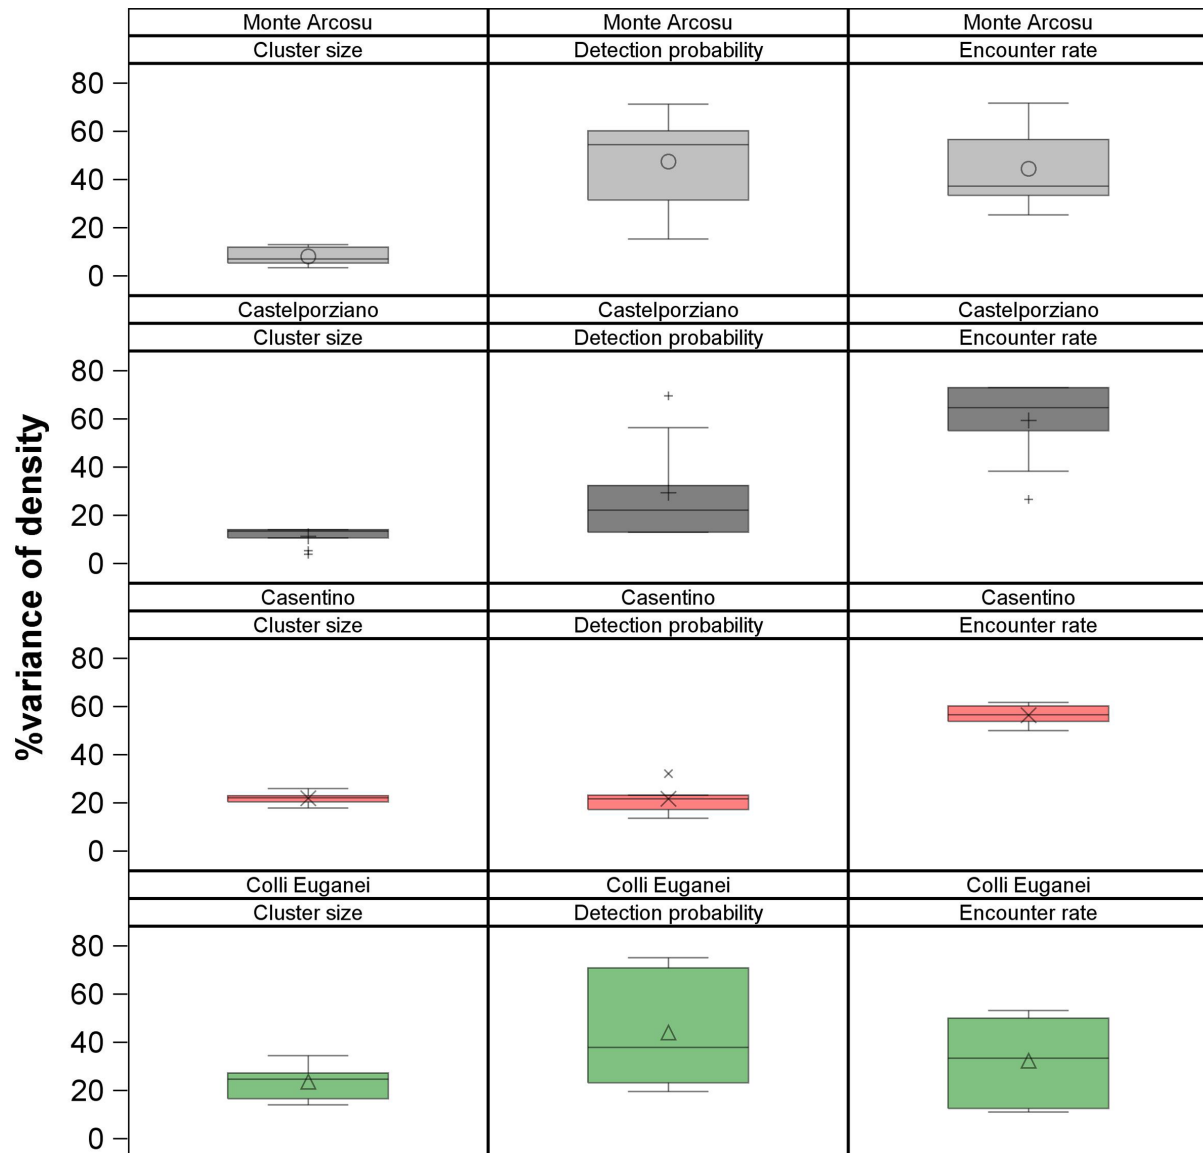 %variance of density
Monte Arcosu Monte Arcosu Monte Arcosu
Cluster size Detection probability Encounter rate
80
60
40
20
0
Castelporziano Castelporziano Castelporziano
Cluster size Detection probability Encounter rate
80
60
40
20
0
Casentino Casentino Casentino
Cluster size Detection probability Encounter rate
80
60
40
20
0
Colli Euganei Colli Euganei Colli Euganei
Cluster size Detection probability Encounter rate
80
60
40
20
0